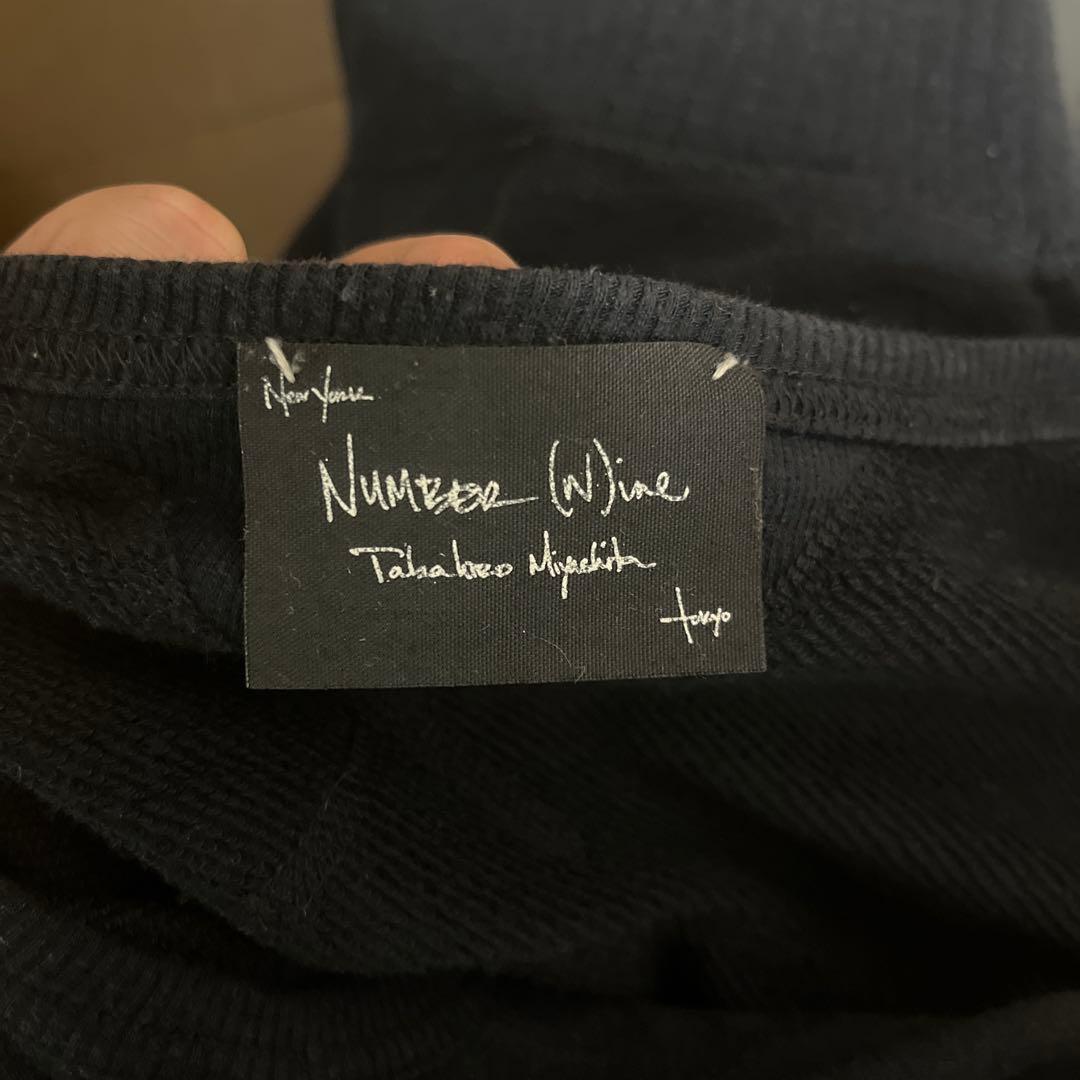 New York
NUMBER (N)ine
Takahiro Miyashita
tokyo